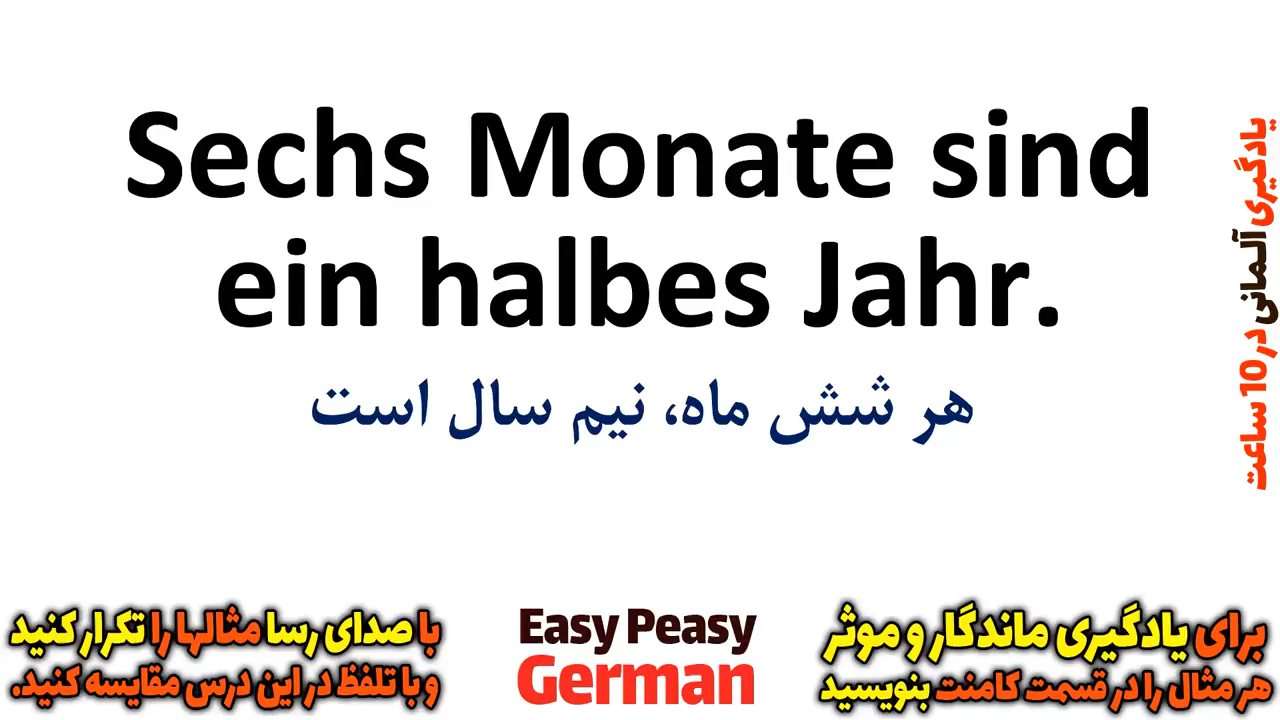 Sechs Monate sind
ein halbes Jahr.
هر شش ماه، نیم سال است
یادگیری آلمانی در 10 ساعت
با صدای رسا مثالها را تکرار کنید
و با تلفظ در این درس مقایسه کنید.
Easy Peasy
German
برای یادگیری ماندگار و موثر
هر مثال را در قسمت کامنت بنویسید